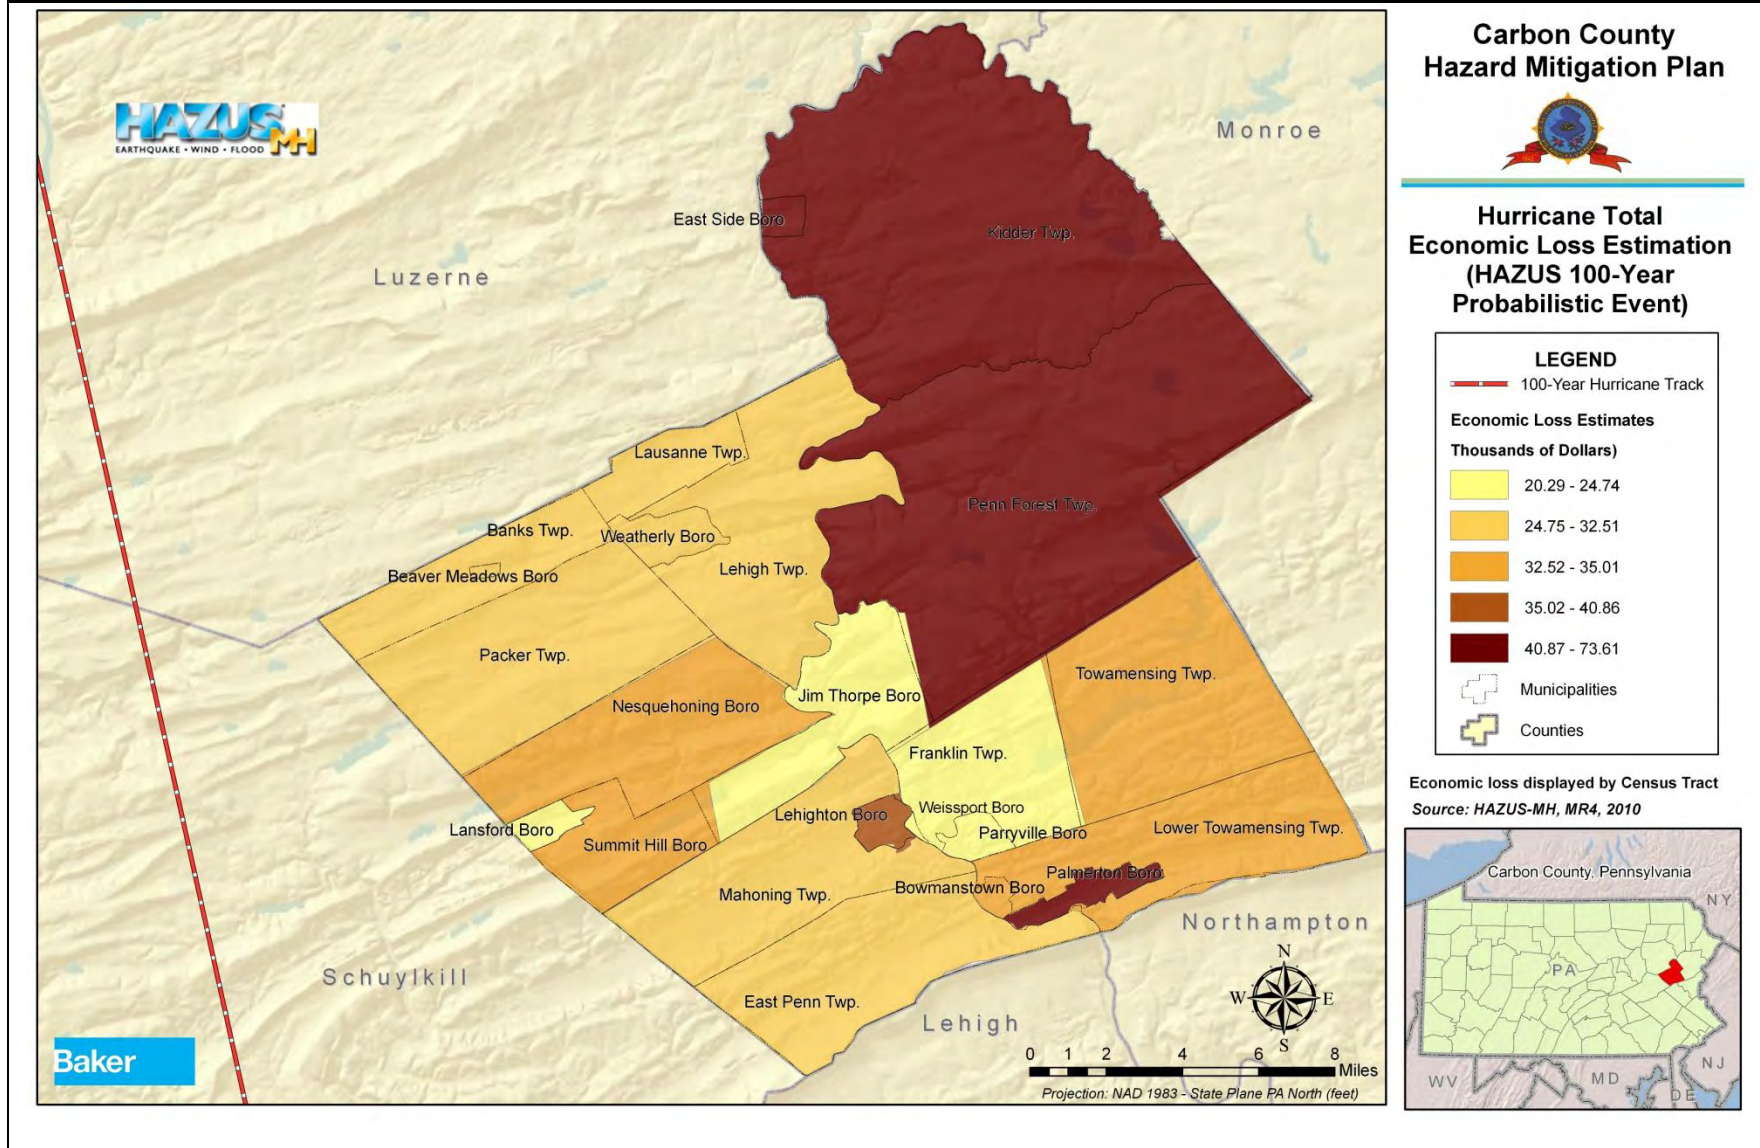 Carbon County
Hazard Mitigation Plan
Hurricane Total
Economic Loss Estimation
(HAZUS 100-Year
Probabilistic Event)
LEGEND
100-Year Hurricane Track
Economic Loss Estimates
Thousands of Dollars)
20.29 - 24.74
24.75 - 32.51
32.52 - 35.01
35.02 - 40.86
40.87 - 73.61
Municipalities
Counties
Economic loss displayed by Census Tract
Source: HAZUS-MH, MR4, 2010
Carbon County, Pennsylvania
NY
PA
NJ
WV
MD
DE
HAZUS
MH
EARTHQUAKE • WIND • FLOOD
Monroe
Luzerne
East Side Boro
Kidder Twp.
Lausanne Twp.
Penn Forest Twp.
Banks Twp.
Weatherly Boro
Beaver Meadows Boro
Lehigh Twp.
Packer Twp.
Towamensing Twp.
Jim Thorpe Boro
Nesquehoning Boro
Franklin Twp.
Weissport Boro
Lehighton Boro
Lansford Boro
Parryville Boro
Lower Towamensing Twp.
Summit Hill Boro
Palmerton Boro
Bowmanstown Boro
Mahoning Twp.
Northampton
Schuylkill
East Penn Twp.
Lehigh
N
W
E
S
0 1 2 4 6 8
Miles
Projection: NAD 1983 - State Plane PA North (feet)
Baker